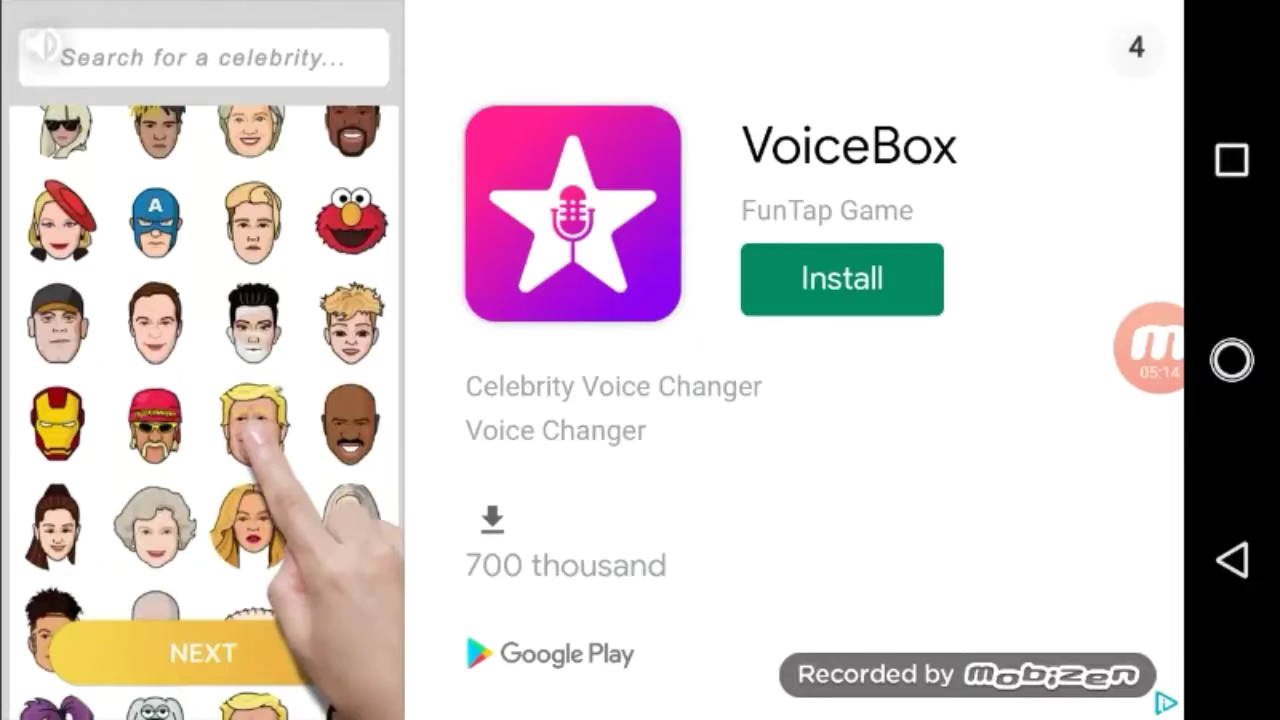 Search for a celebrity...
4
VoiceBox
FunTap Game
Install
A
05:14
Celebrity Voice Changer
Voice Changer
700 thousand
NEXT
Google Play
Recorded by mobizen